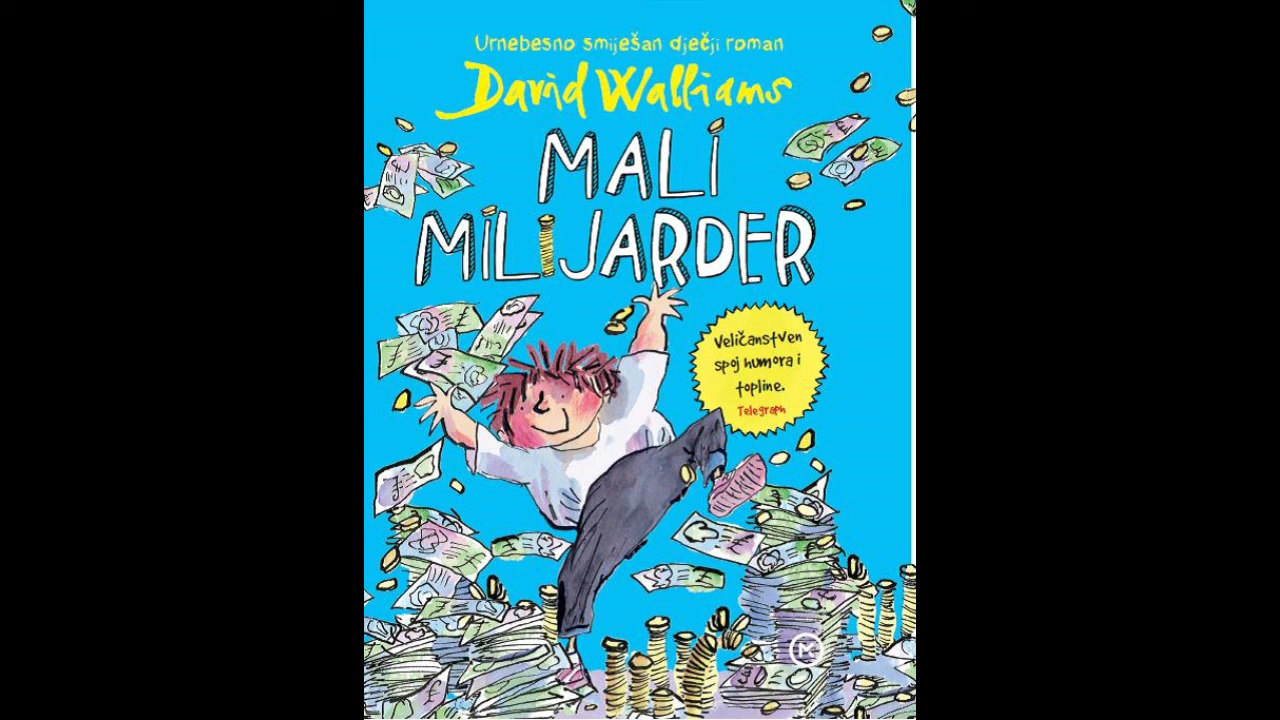 Urnebesno smiješan dječji roman
David Walliams
MALI
MILIJARDER
Veličanstven
spoj humora i
topline.
Telegraph
M